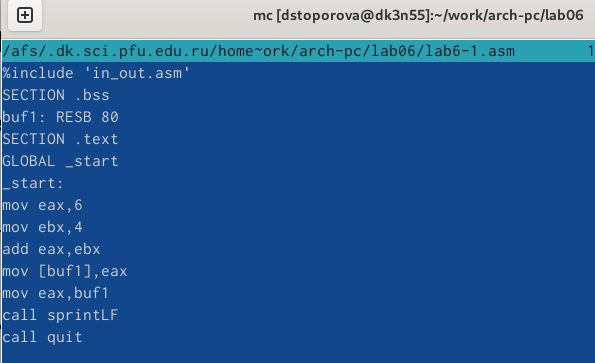 mc [dstoporova@dk3n55]:~/work/arch-pc/lab06
/afs/.dk.sci.pfu.edu.ru/home~ork/arch-pc/lab06/lab6-1.asm 1
%include 'in_out.asm'
SECTION .bss
buf1: RESB 80
SECTION .text
GLOBAL _start
_start:
mov eax,6
mov ebx,4
add eax,ebx
mov [buf1],eax
mov eax,buf1
call sprintLF
call quit